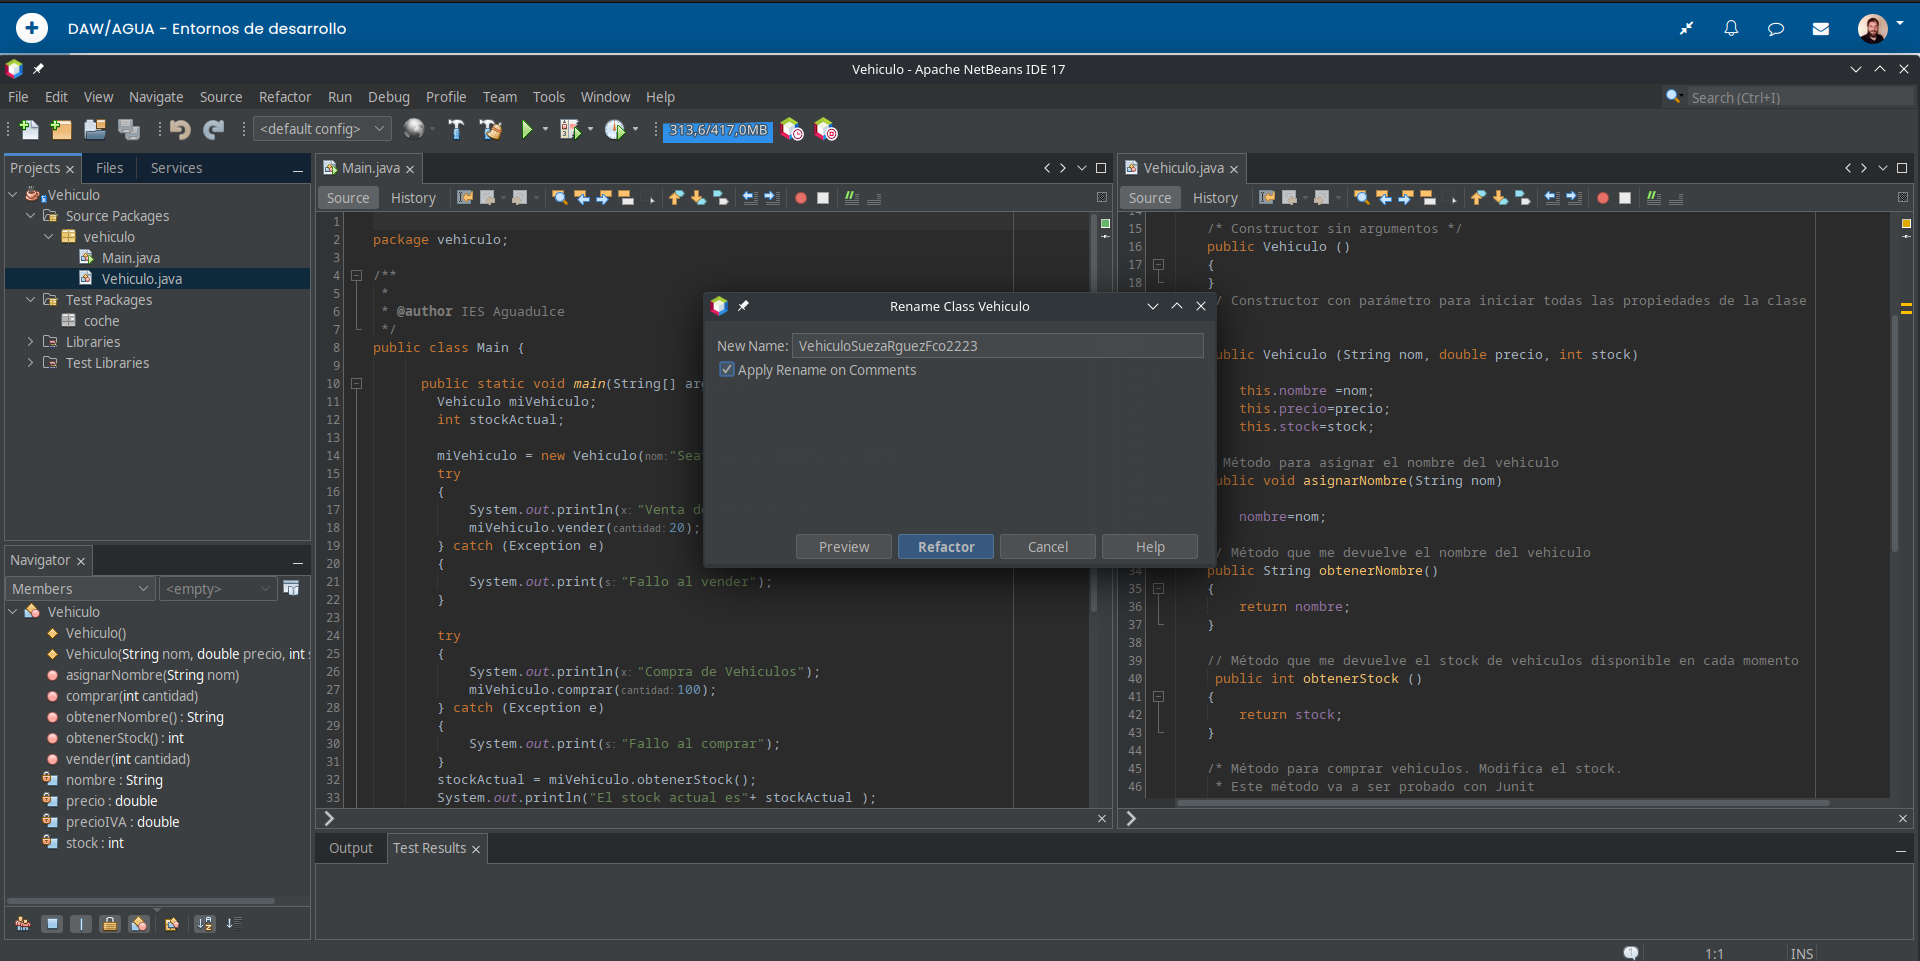 DAW/AGUA - Entornos de desarrollo
Vehiculo - Apache NetBeans IDE 17
File Edit View Navigate Source Refactor Run Debug Profile Team Tools Window Help
Search (Ctrl+I)
<default config>
313,6/417,0MB
Projects Files Services
Vehiculo
Source Packages
vehiculo
Main.java
Vehiculo.java
Test Packages
coche
Libraries
Test Libraries
Navigator
Members <empty>
Vehiculo
Vehiculo()
Vehiculo(String nom, double precio, int s
asignarNombre(String nom)
comprar(int cantidad)
obtenerNombre() : String
obtenerStock() : int
vender(int cantidad)
nombre : String
precio : double
precioIVA : double
stock : int
Main.java
Source History
1
2 package vehiculo;
3
4 /**
5 *
6 * @author IES Aguadulce
7 */
8 public class Main {
9
10 public static void main(String[] arg
11 Vehiculo miVehiculo;
12 int stockActual;
13
14 miVehiculo = new Vehiculo(nom: "Sea
15 try
16 {
17 System.out.println(x: "Venta d
18 miVehiculo.vender(cantidad: 20);
19 } catch (Exception e)
20 {
21 System.out.print(s: "Fallo al vender");
22 }
23
24 try
25 {
26 System.out.println(x: "Compra de Vehiculos");
27 miVehiculo.comprar(cantidad: 100);
28 } catch (Exception e)
29 {
30 System.out.print(s: "Fallo al comprar");
31 }
32 stockActual = miVehiculo.obtenerStock();
33 System.out.println("El stock actual es"+ stockActual );
Rename Class Vehiculo
New Name: VehiculoSuezaRguezFco2223
Apply Rename on Comments
Preview Refactor Cancel Help
Vehiculo.java
Source History
14
15 /* Constructor sin argumentos */
16 public Vehiculo ()
17 {
18 }
/ Constructor con parámetro para iniciar todas las propiedades de la clase
ublic Vehiculo (String nom, double precio, int stock)
this.nombre =nom;
this.precio=precio;
this.stock=stock;
Método para asignar el nombre del vehiculo
ublic void asignarNombre(String nom)
nombre=nom;
/ Método que me devuelve el nombre del vehiculo
34 public String obtenerNombre()
35 {
36 return nombre;
37 }
38
39 // Método que me devuelve el stock de vehiculos disponible en cada momento
40 public int obtenerStock ()
41 {
42 return stock;
43 }
44
45 /* Método para comprar vehiculos. Modifica el stock.
46 * Este método va a ser probado con Junit
Output Test Results
1:1 INS